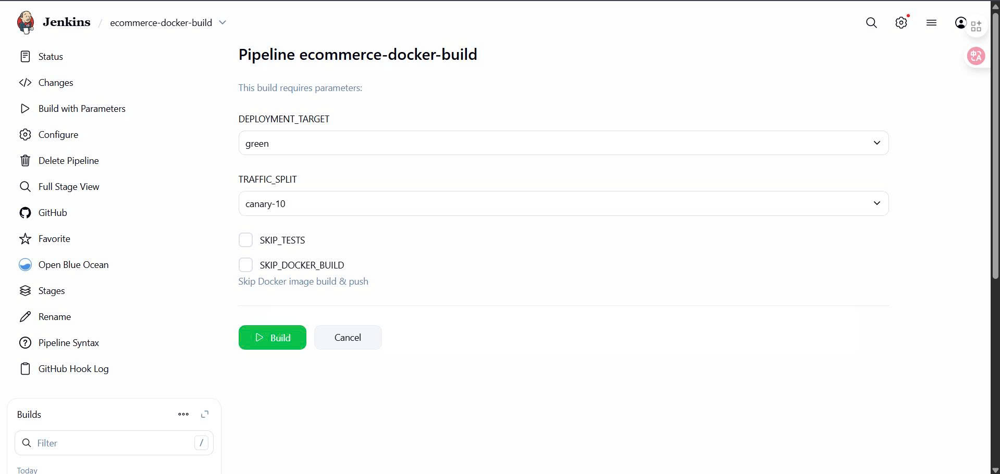 Jenkins / ecommerce-docker-build
Status
Changes
Build with Parameters
Configure
Delete Pipeline
Full Stage View
GitHub
Favorite
Open Blue Ocean
Stages
Rename
Pipeline Syntax
GitHub Hook Log
Builds
Filter /
Today
Pipeline ecommerce-docker-build
This build requires parameters:
DEPLOYMENT_TARGET
green
TRAFFIC_SPLIT
canary-10
SKIP_TESTS
SKIP_DOCKER_BUILD
Skip Docker image build & push
Build Cancel
中A